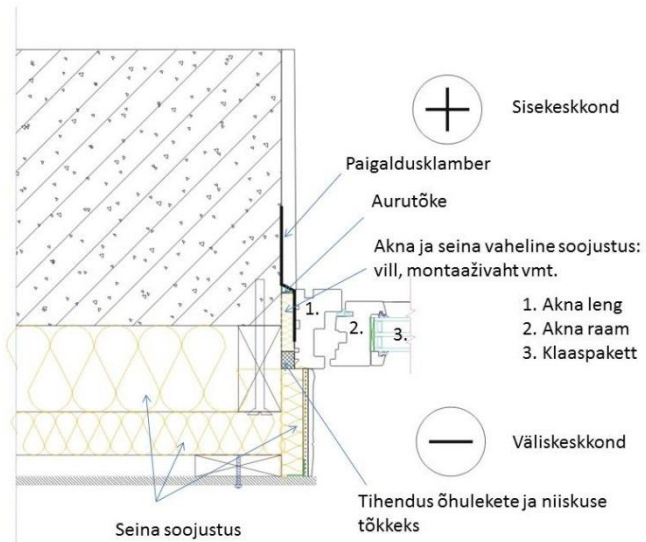 Sisekeskkond
Paigaldusklamber
Aurutõke
Akna ja seina vaheline soojustus:
vill, montaaživaht vmt.
1.
2.
3.
1. Akna leng
2. Akna raam
3. Klaaspakett
Väliskeskkond
Tihendus õhulekete ja niiskuse
tõkkeks
Seina soojustus